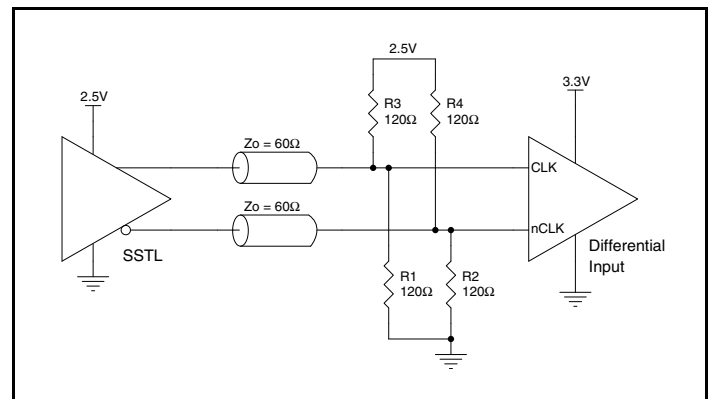 2.5V
2.5V
3.3V
R3
120Ω
R4
120Ω
Zo = 60Ω
CLK
Zo = 60Ω
nCLK
SSTL
Differential
Input
R1
120Ω
R2
120Ω